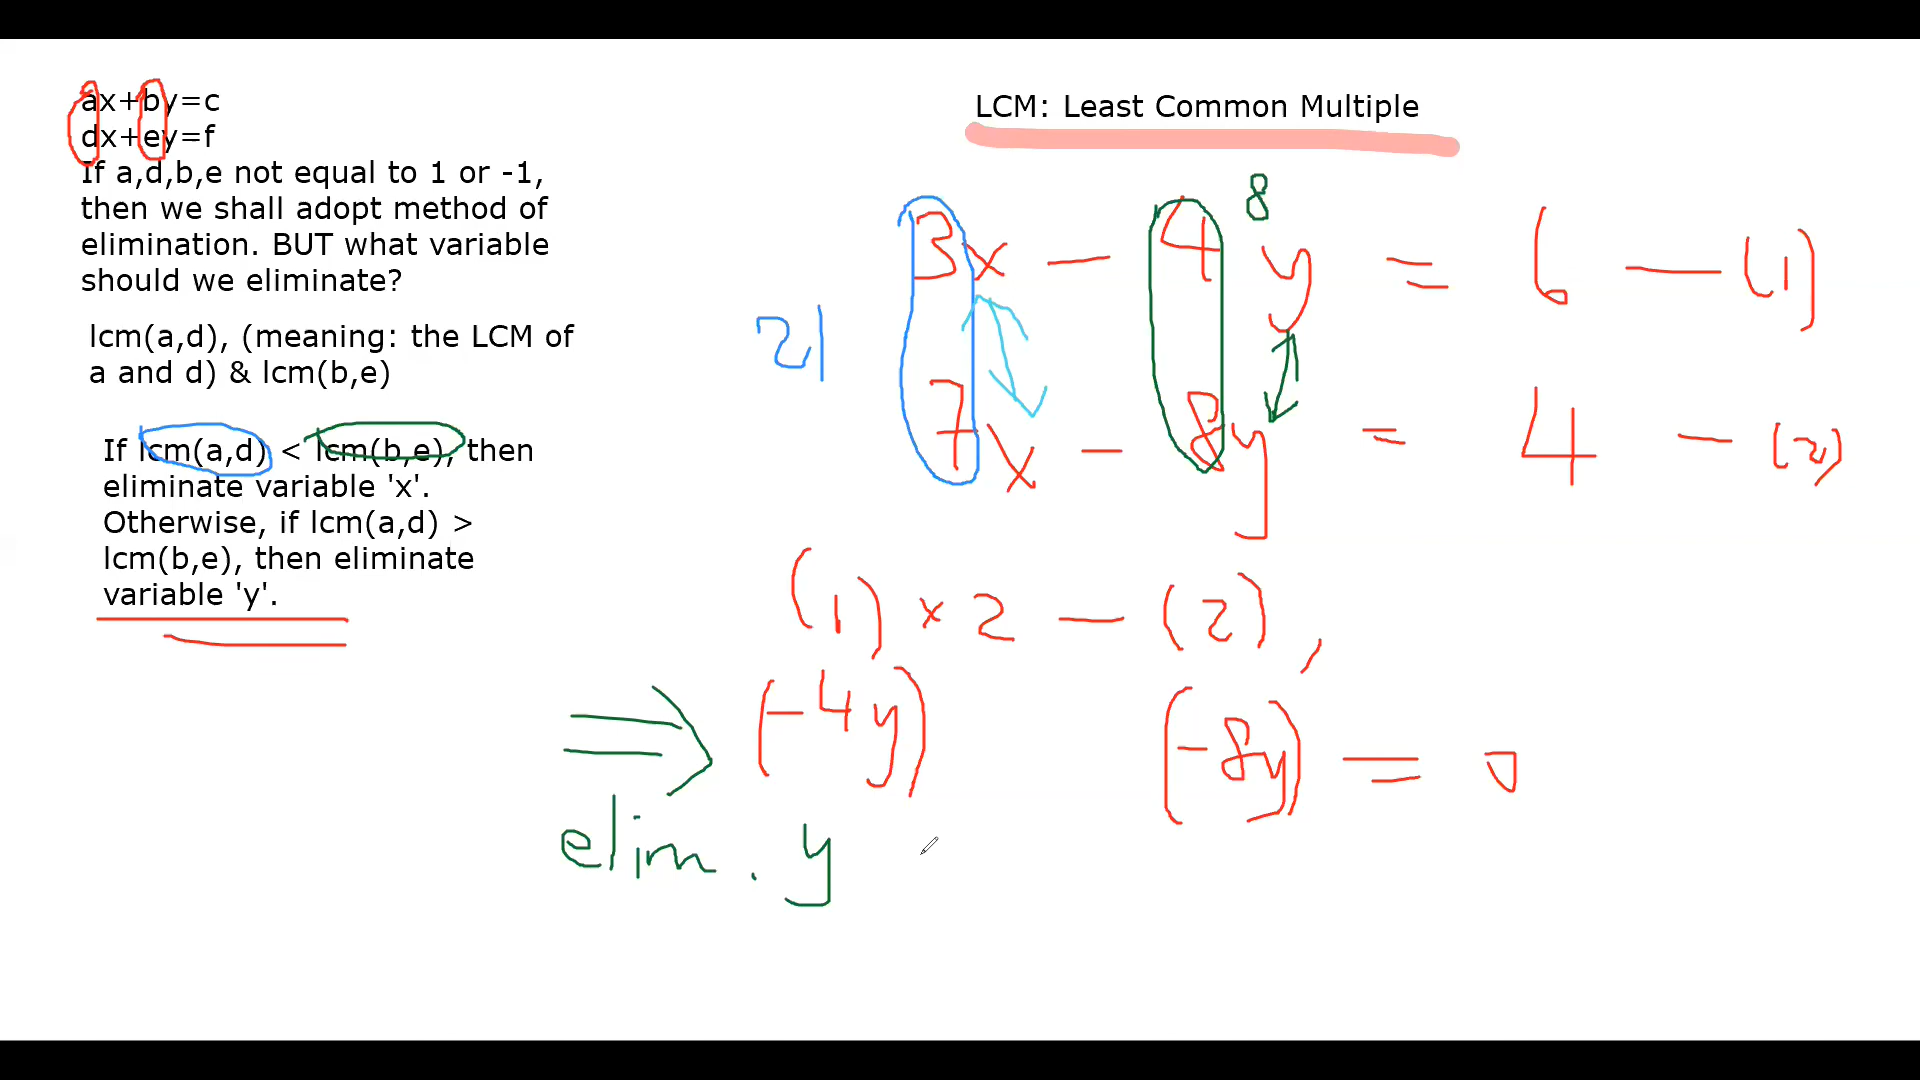 ax+by=c
dx+ey=f
If a,d,b,e not equal to 1 or -1,
then we shall adopt method of
elimination. BUT what variable
should we eliminate?
lcm(a,d), (meaning: the LCM of
a and d) & lcm(b,e)
If lcm(a,d) < lcm(b,e), then
eliminate variable 'x'.
Otherwise, if lcm(a,d) >
lcm(b,e), then eliminate
variable 'y'.
LCM: Least Common Multiple
8
3x - 4y = 6 - (1)
21
7x - 8y = 4 - (2)
(1) × 2 - (2),
(-4y) (-8y) = 0
elim. y